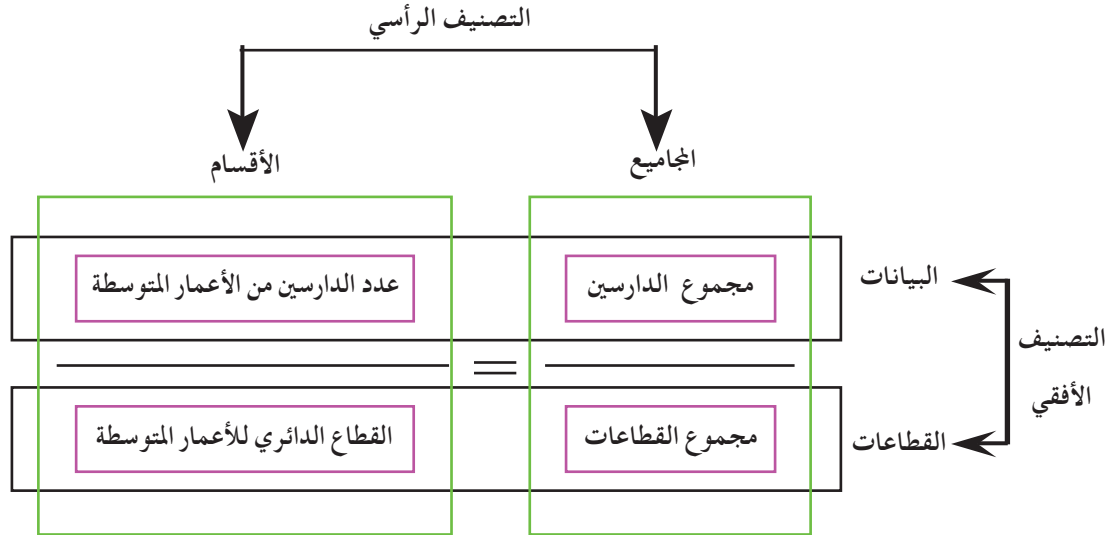 التصنيف الرأسي
المجاميع
الأقسام
البيانات
مجموع الدارسين
عدد الدارسين من الأعمار المتوسطة
التصنيف
الأفقي
=
القطاعات
مجموع القطاعات
القطاع الدائري للأعمار المتوسطة